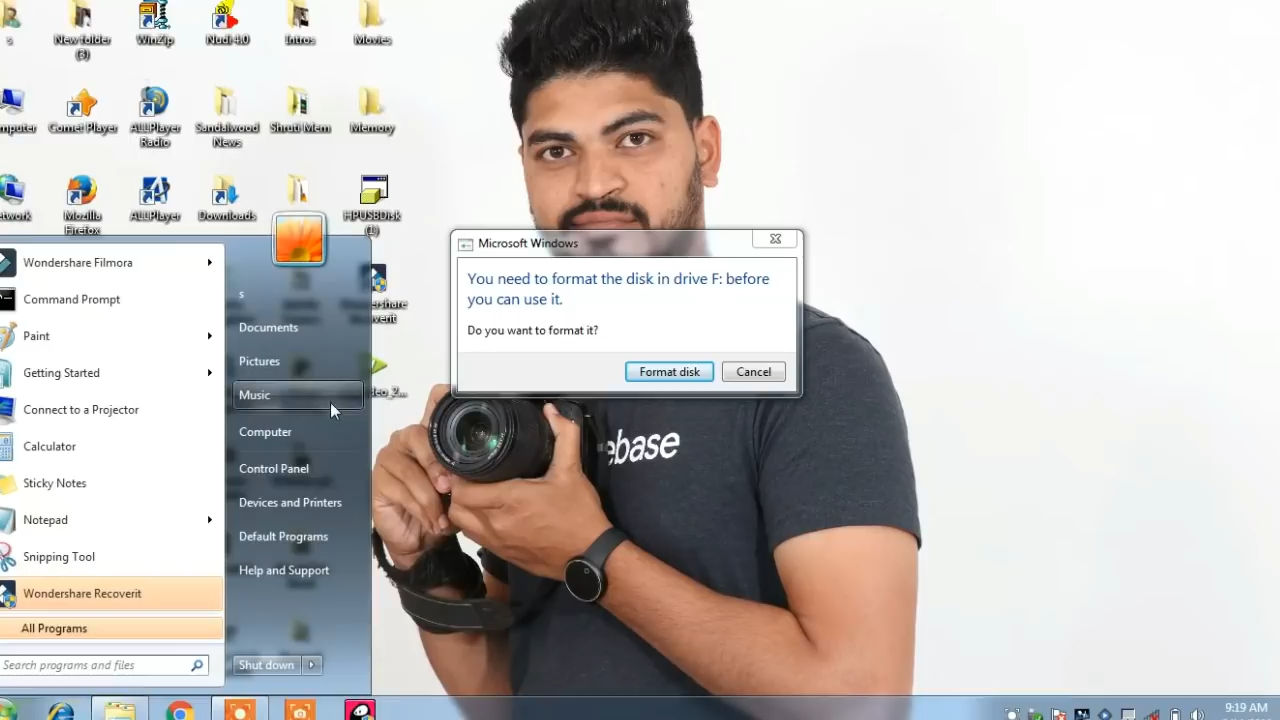 s
New folder
(3)
WinZip
Nudi 4.0
Intros
Movies
Comet Player
ALLPlayer
Radio
Sandalwood
News
Shruti Mem
Memory
Mozilla
Firefox
ALLPlayer
Downloads
HPUSBDisk
(1)
Wondershare Filmora
Command Prompt
Paint
Getting Started
Connect to a Projector
Calculator
Sticky Notes
Notepad
Snipping Tool
Wondershare Recoverit
All Programs
Search programs and files
s
Documents
Pictures
Music
Computer
Control Panel
Devices and Printers
Default Programs
Help and Support
Shut down
Microsoft Windows
You need to format the disk in drive F: before
you can use it.
Do you want to format it?
Format disk
Cancel
ebase
9:19 AM